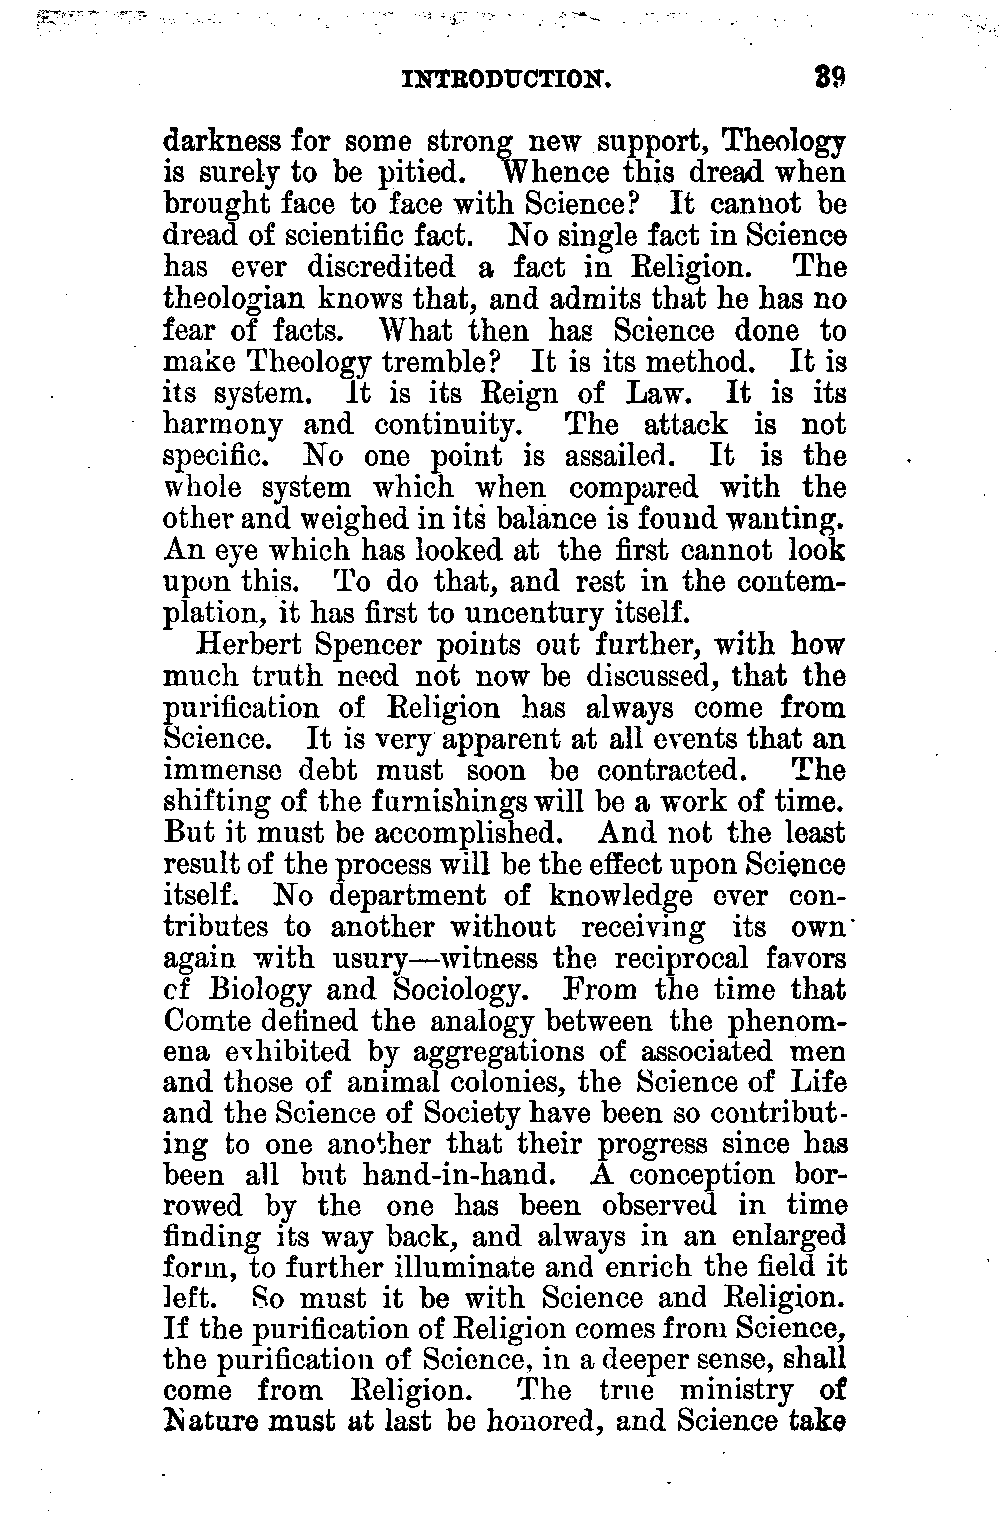 INTRODUCTION. 39
darkness for some strong new support, Theology
is surely to be pitied. Whence this dread when
brought face to face with Science? It cannot be
dread of scientific fact. No single fact in Science
has ever discredited a fact in Religion. The
theologian knows that, and admits that he has no
fear of facts. What then has Science done to
make Theology tremble? It is its method. It is
its system. It is its Reign of Law. It is its
harmony and continuity. The attack is not
specific. No one point is assailed. It is the
whole system which when compared with the
other and weighed in its balance is found wanting.
An eye which has looked at the first cannot look
upon this. To do that, and rest in the contem-
plation, it has first to uncentury itself.
Herbert Spencer points out further, with how
much truth need not now be discussed, that the
purification of Religion has always come from
Science. It is very apparent at all events that an
immense debt must soon be contracted. The
shifting of the furnishings will be a work of time.
But it must be accomplished. And not the least
result of the process will be the effect upon Science
itself. No department of knowledge ever con-
tributes to another without receiving its own
again with usury—witness the reciprocal favors
of Biology and Sociology. From the time that
Comte defined the analogy between the phenom-
ena exhibited by aggregations of associated men
and those of animal colonies, the Science of Life
and the Science of Society have been so contribut-
ing to one another that their progress since has
been all but hand-in-hand. A conception bor-
rowed by the one has been observed in time
finding its way back, and always in an enlarged
form, to further illuminate and enrich the field it
left. So must it be with Science and Religion.
If the purification of Religion comes from Science,
the purification of Science, in a deeper sense, shall
come from Religion. The true ministry of
Nature must at last be honored, and Science take